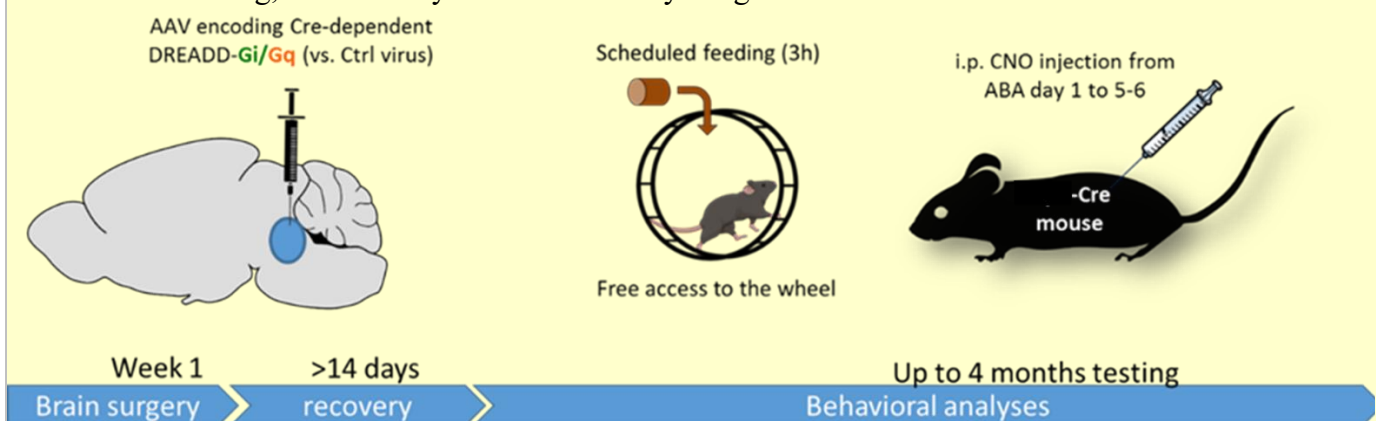 AAV encoding Cre-dependent
DREADD-Gi/Gq (vs. Ctrl virus)
Scheduled feeding (3h)
Free access to the wheel
i.p. CNO injection from
ABA day 1 to 5-6
-Cre
mouse
Week 1
>14 days
Up to 4 months testing
Brain surgery
recovery
Behavioral analyses